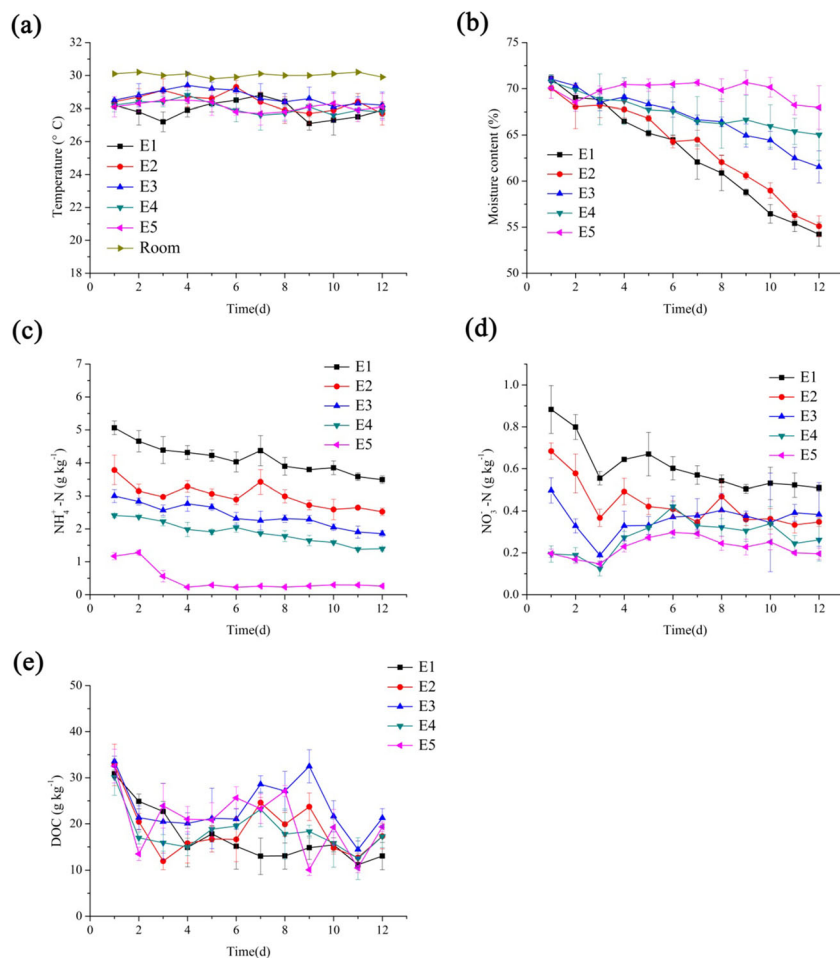 (a)
32
30
28
26
24
22
20
18
Temperature (° C)
E1
E2
E3
E4
E5
Room
0 2 4 6 8 10 12
Time(d)
(b)
75
70
65
60
55
50
Moisture content (%)
E1
E2
E3
E4
E5
0 2 4 6 8 10 12
Time(d)
(c)
7
6
5
4
3
2
1
0
NH₄⁺-N (g kg⁻¹)
E1
E2
E3
E4
E5
0 2 4 6 8 10 12
Time(d)
(d)
1.0
0.8
0.6
0.4
0.2
0.0
NO₃⁻-N (g kg⁻¹)
E1
E2
E3
E4
E5
0 2 4 6 8 10 12
Time(d)
(e)
50
40
30
20
10
0
DOC (g kg⁻¹)
E1
E2
E3
E4
E5
0 2 4 6 8 10 12
Time(d)